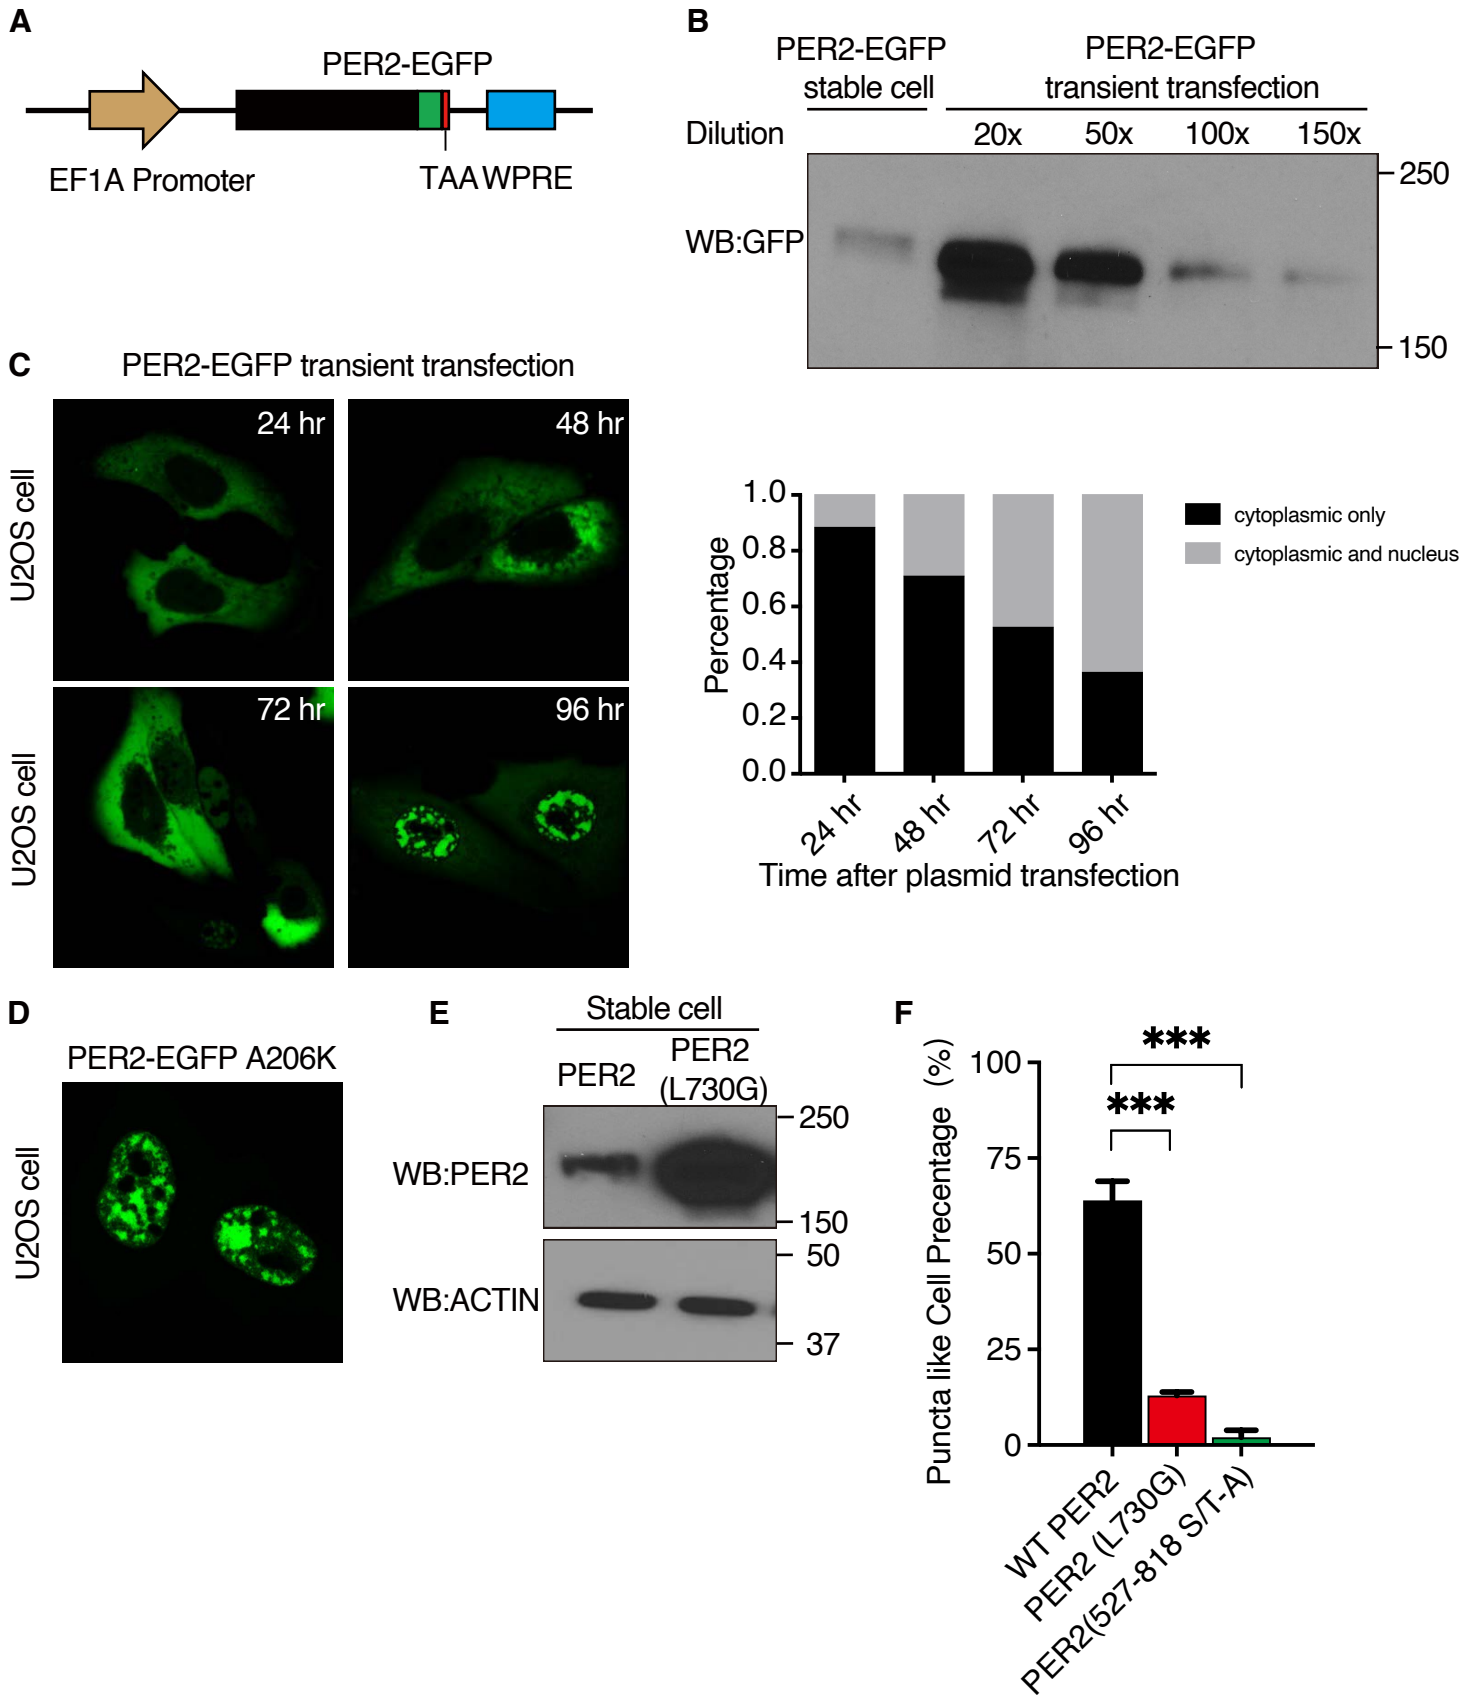 A
PER2-EGFP
EF1A Promoter
TAA WPRE
B
PER2-EGFP
stable cell
PER2-EGFP
transient transfection
Dilution
20x
50x
100x
150x
WB:GFP
250
150
C
PER2-EGFP transient transfection
U2OS cell
24 hr
48 hr
U2OS cell
72 hr
96 hr
Percentage
1.0
0.8
0.6
0.4
0.2
0.0
24 hr
48 hr
72 hr
96 hr
Time after plasmid transfection
cytoplasmic only
cytoplasmic and nucleus
D
PER2-EGFP A206K
U2OS cell
E
Stable cell
PER2
PER2
(L730G)
WB:PER2
250
150
WB:ACTIN
50
37
F
Puncta like Cell Precentage (%)
100
75
50
25
0
***
***
WT PER2
PER2 (L730G)
PER2(527-818 S/T-A)